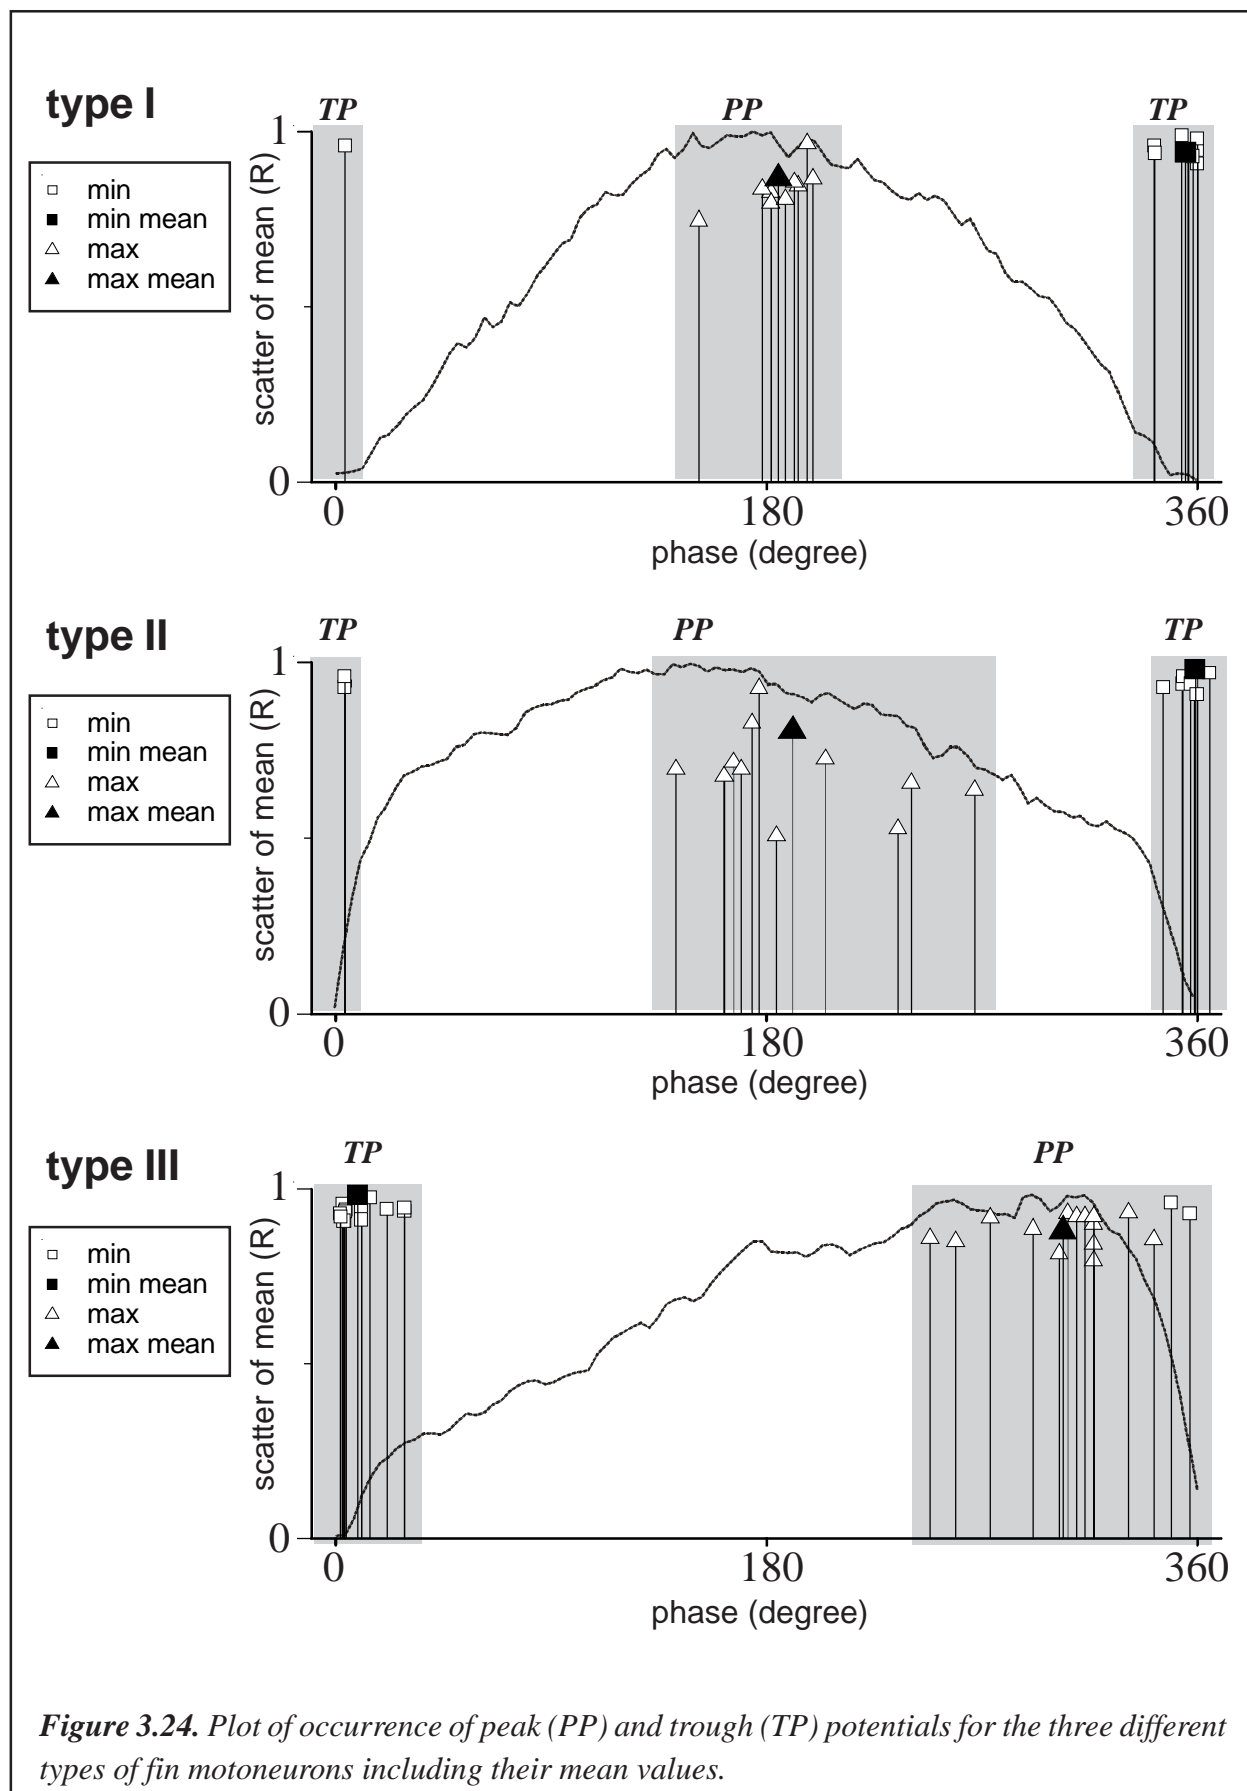 type I
TP PP TP
min
min mean
max
max mean
scatter of mean (R)
1
0
0 180 360
phase (degree)
type II
TP PP TP
min
min mean
max
max mean
scatter of mean (R)
1
0
0 180 360
phase (degree)
type III
TP PP
min
min mean
max
max mean
scatter of mean (R)
1
0
0 180 360
phase (degree)
Figure 3.24. Plot of occurrence of peak (PP) and trough (TP) potentials for the three different
types of fin motoneurons including their mean values.